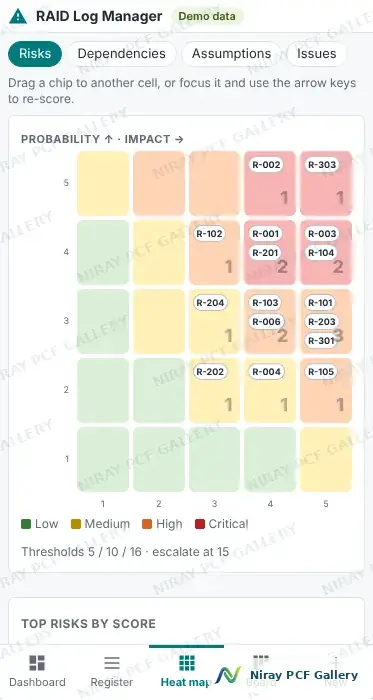 RAID Log Manager Demo data
Risks Dependencies Assumptions Issues
Drag a chip to another cell, or focus it and use the arrow keys
to re-score.
PROBABILITY ↑ · IMPACT →
5 R-002 1 R-303 1
4 R-102 1 R-001 R-201 2 R-003 R-104 2
3 R-204 1 R-103 R-006 2 R-101 R-203 R-301 3
2 R-202 1 R-004 1 R-105 1
1
1 2 3 4 5
Low Medium High Critical
Thresholds 5 / 10 / 16 · escalate at 15
TOP RISKS BY SCORE
Dashboard Register Heat map
Niray PCF Gallery
NIRAY PCF GALLERY